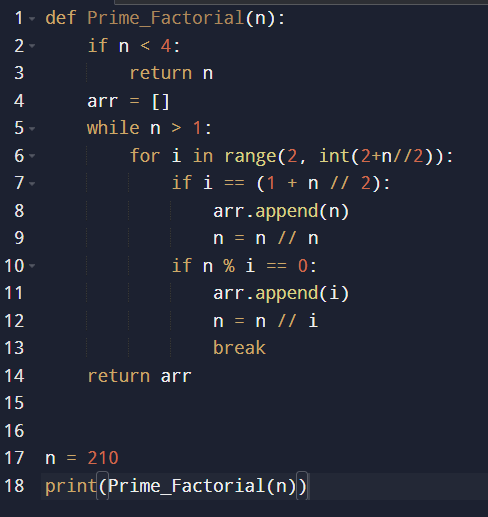 1 def Prime_Factorial(n):
2     if n < 4:
3         return n
4     arr = []
5     while n > 1:
6         for i in range(2, int(2+n//2)):
7             if i == (1 + n // 2):
8                 arr.append(n)
9                 n = n // n
10             if n % i == 0:
11                 arr.append(i)
12                 n = n // i
13                 break
14     return arr
15
16
17 n = 210
18 print(Prime_Factorial(n))